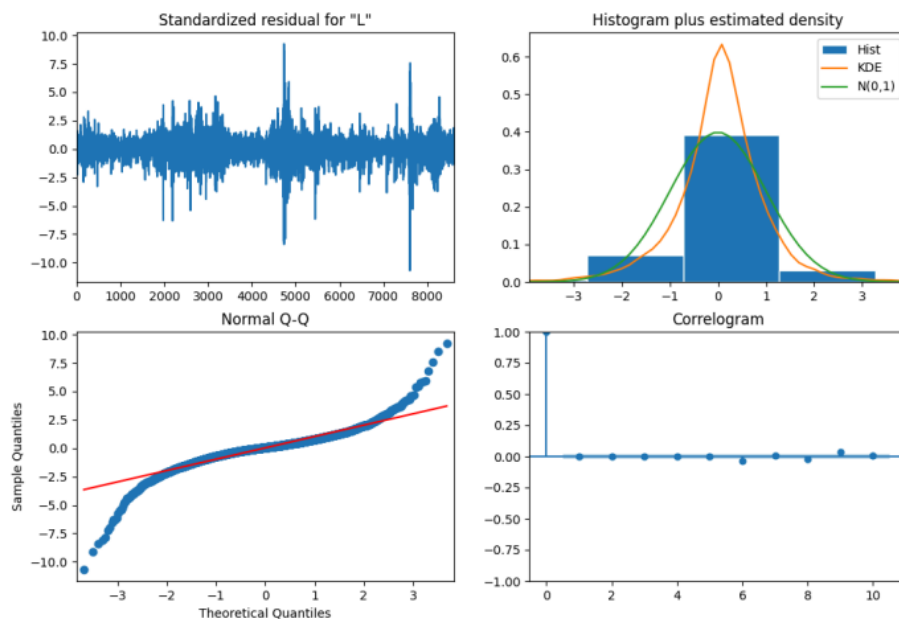 Standardized residual for "L"
10.0
7.5
5.0
2.5
0.0
−2.5
−5.0
−7.5
−10.0
0 1000 2000 3000 4000 5000 6000 7000 8000
Histogram plus estimated density
Hist
KDE
N(0,1)
0.6
0.5
0.4
0.3
0.2
0.1
0.0
−3 −2 −1 0 1 2 3
Normal Q-Q
Sample Quantiles
10.0
7.5
5.0
2.5
0.0
−2.5
−5.0
−7.5
−10.0
−3 −2 −1 0 1 2 3
Theoretical Quantiles
Correlogram
1.00
0.75
0.50
0.25
0.00
−0.25
−0.50
−0.75
−1.00
0 2 4 6 8 10